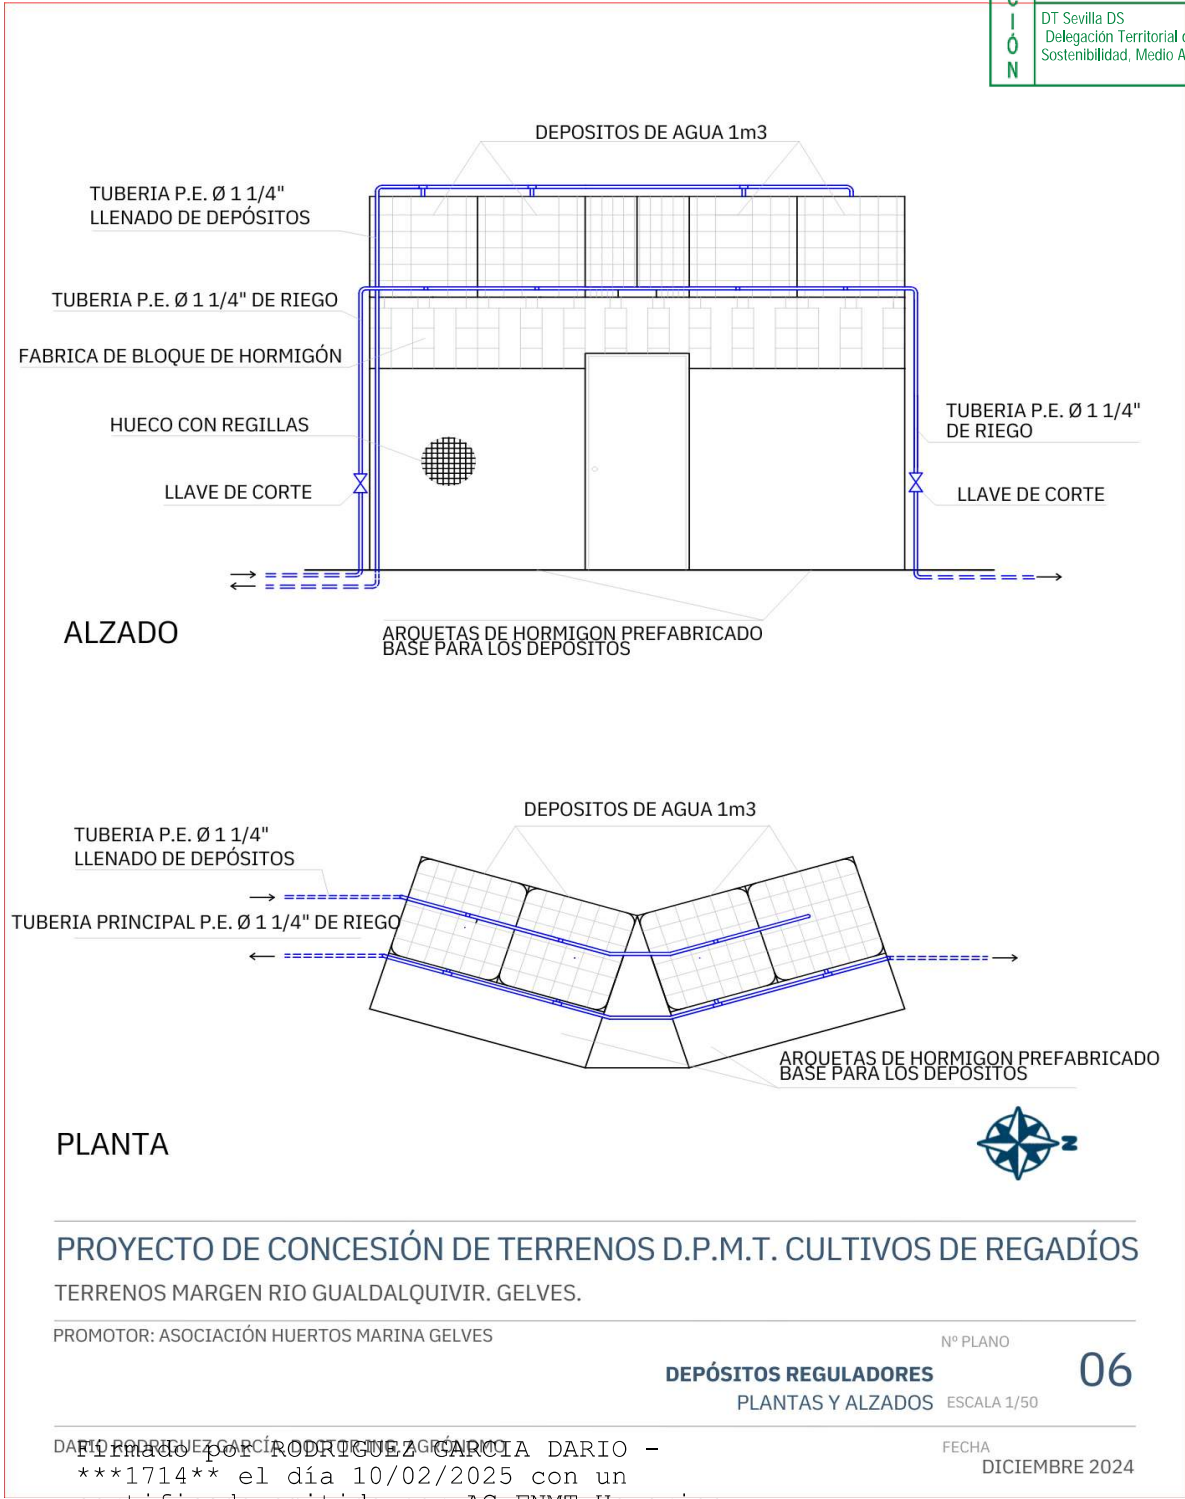 C
I
Ó
N
DT Sevilla DS
Delegación Territorial
Sostenibilidad, Medio
DEPOSITOS DE AGUA 1m3
TUBERIA P.E. Ø 1 1/4"
LLENADO DE DEPÓSITOS
TUBERIA P.E. Ø 1 1/4" DE RIEGO
FABRICA DE BLOQUE DE HORMIGÓN
HUECO CON REGILLAS
LLAVE DE CORTE
TUBERIA P.E. Ø 1 1/4"
DE RIEGO
LLAVE DE CORTE
ALZADO
ARQUETAS DE HORMIGON PREFABRICADO
BASE PARA LOS DEPOSITOS
DEPOSITOS DE AGUA 1m3
TUBERIA P.E. Ø 1 1/4"
LLENADO DE DEPÓSITOS
TUBERIA PRINCIPAL P.E. Ø 1 1/4" DE RIEGO
ARQUETAS DE HORMIGON PREFABRICADO
BASE PARA LOS DEPOSITOS
PLANTA
N
PROYECTO DE CONCESIÓN DE TERRENOS D.P.M.T. CULTIVOS DE REGADÍOS
TERRENOS MARGEN RIO GUALDALQUIVIR. GELVES.
PROMOTOR: ASOCIACIÓN HUERTOS MARINA GELVES
Nº PLANO
06
DEPÓSITOS REGULADORES
PLANTAS Y ALZADOS
ESCALA 1/50
DARIO RODRIGUEZ GARCÍA. DOCTOR ING. AGRÓNOMO
Firmado por RODRIGUEZ GARCIA DARIO -
***1714** el día 10/02/2025 con un
FECHA
DICIEMBRE 2024